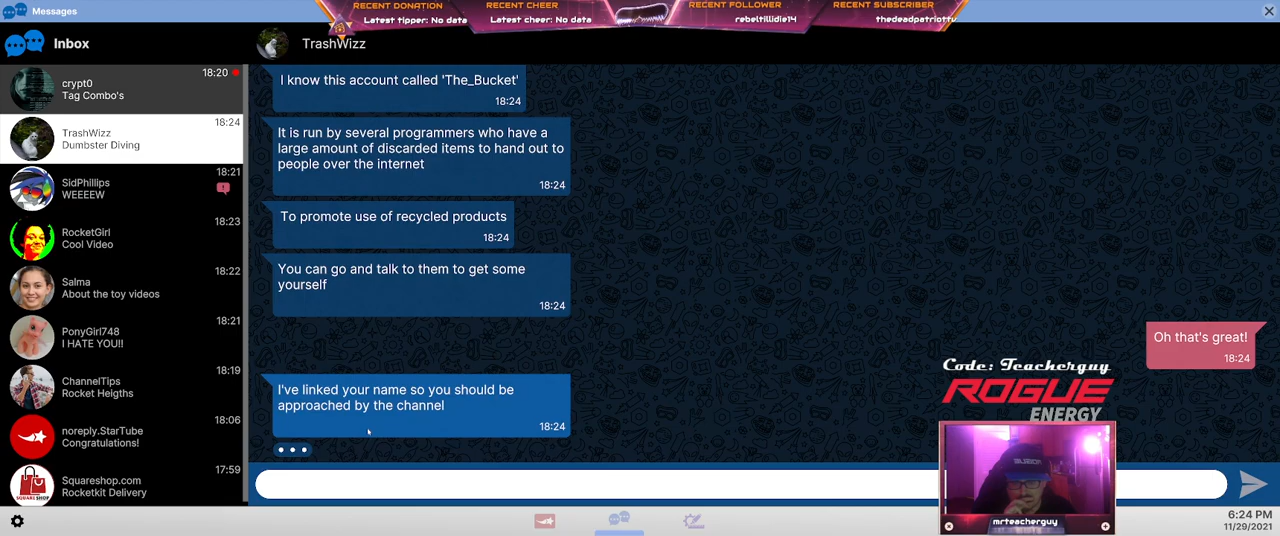 Messages
RECENT DONATION
Latest tipper: No data
RECENT CHEER
Latest cheer: No data
RECENT FOLLOWER
rebeltillidie14
RECENT SUBSCRIBER
thedeadpatriottv
Inbox
TrashWizz
crypt0
Tag Combo's
18:20
TrashWizz
Dumbster Diving
18:24
SidPhillips
WEEEEW
18:21
RocketGirl
Cool Video
18:23
Salma
About the toy videos
18:22
PonyGirl748
I HATE YOU!!
18:21
ChannelTips
Rocket Heigths
18:19
noreply.StarTube
Congratulations!
18:06
Squareshop.com
Rocketkit Delivery
17:59
SQUARE SHOP
I know this account called 'The_Bucket'
18:24
It is run by several programmers who have a
large amount of discarded items to hand out to
people over the internet
18:24
To promote use of recycled products
18:24
You can go and talk to them to get some
yourself
18:24
Oh that's great!
18:24
I've linked your name so you should be
approached by the channel
18:24
Code: Teacherguy
ROGUE
ENERGY
mrteacherguy
6:24 PM
11/29/2021